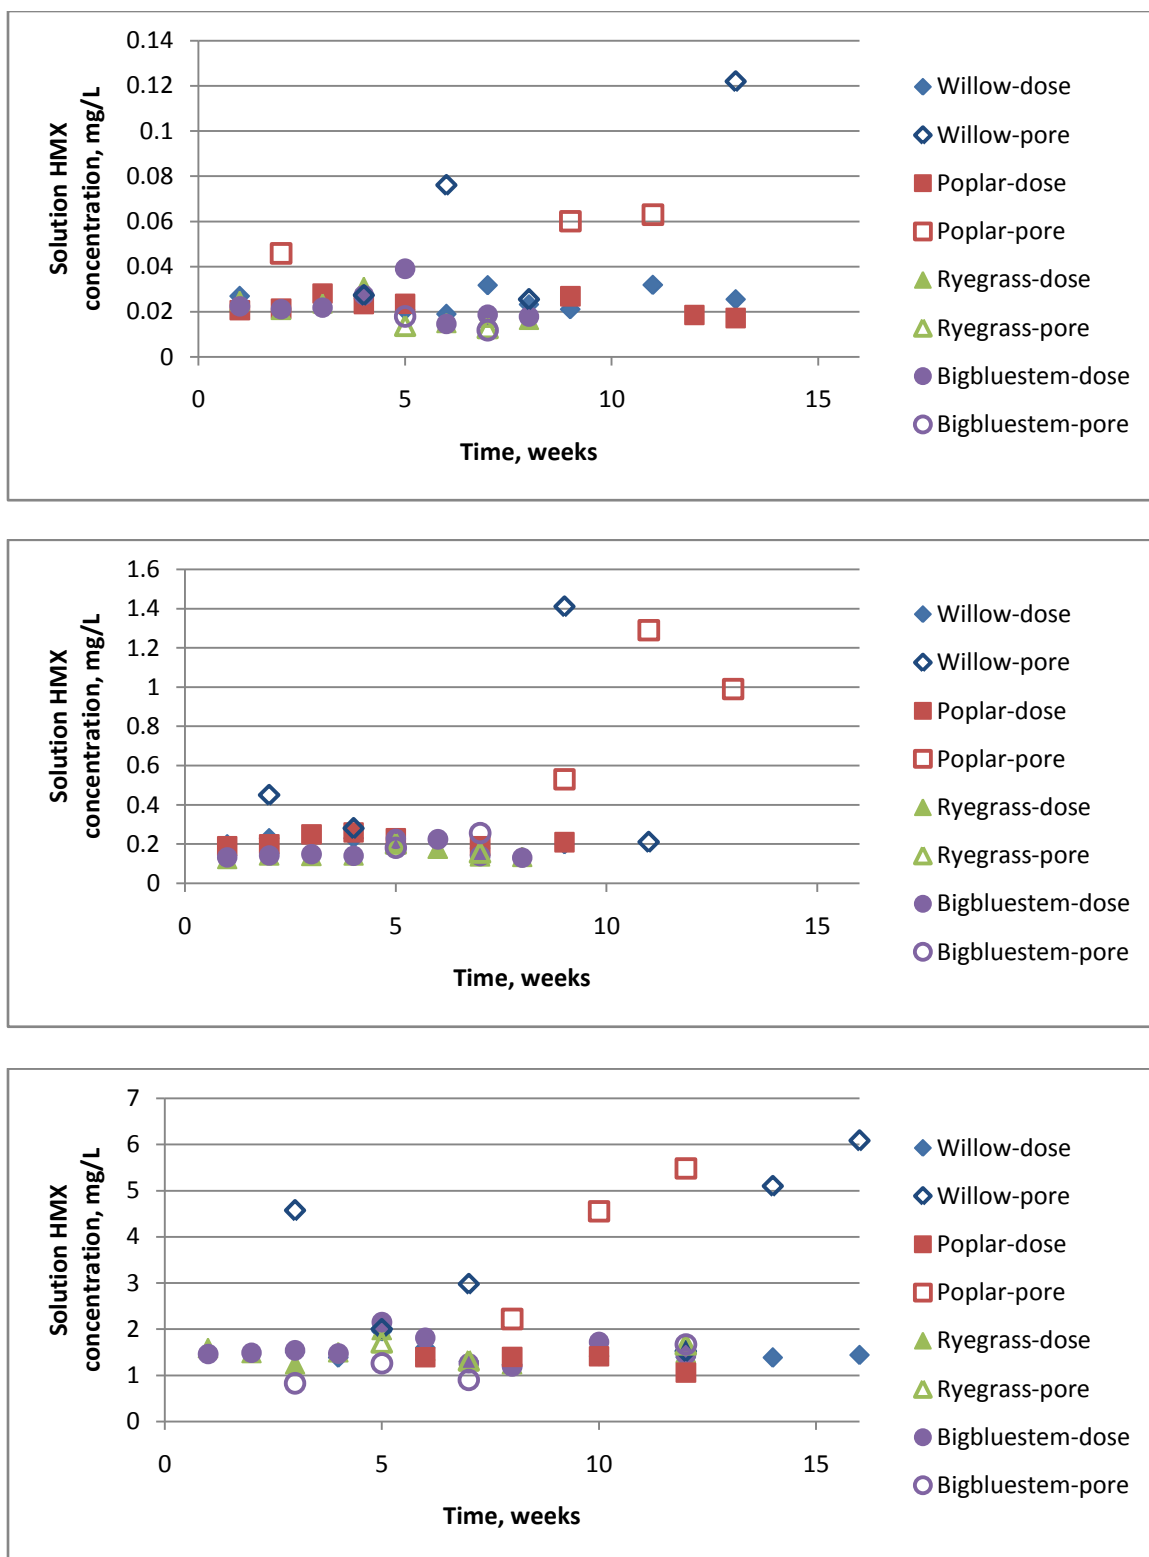 0.14
0.12
0.1
0.08
0.06
0.04
0.02
0
Solution HMX
concentration, mg/L
0 5 10 15
Time, weeks
Willow-dose
Willow-pore
Poplar-dose
Poplar-pore
Ryegrass-dose
Ryegrass-pore
Bigbluestem-dose
Bigbluestem-pore
1.6
1.4
1.2
1
0.8
0.6
0.4
0.2
0
Solution HMX
concentration, mg/L
0 5 10 15
Time, weeks
Willow-dose
Willow-pore
Poplar-dose
Poplar-pore
Ryegrass-dose
Ryegrass-pore
Bigbluestem-dose
Bigbluestem-pore
7
6
5
4
3
2
1
0
Solution HMX
concentration, mg/L
0 5 10 15
Time, weeks
Willow-dose
Willow-pore
Poplar-dose
Poplar-pore
Ryegrass-dose
Ryegrass-pore
Bigbluestem-dose
Bigbluestem-pore